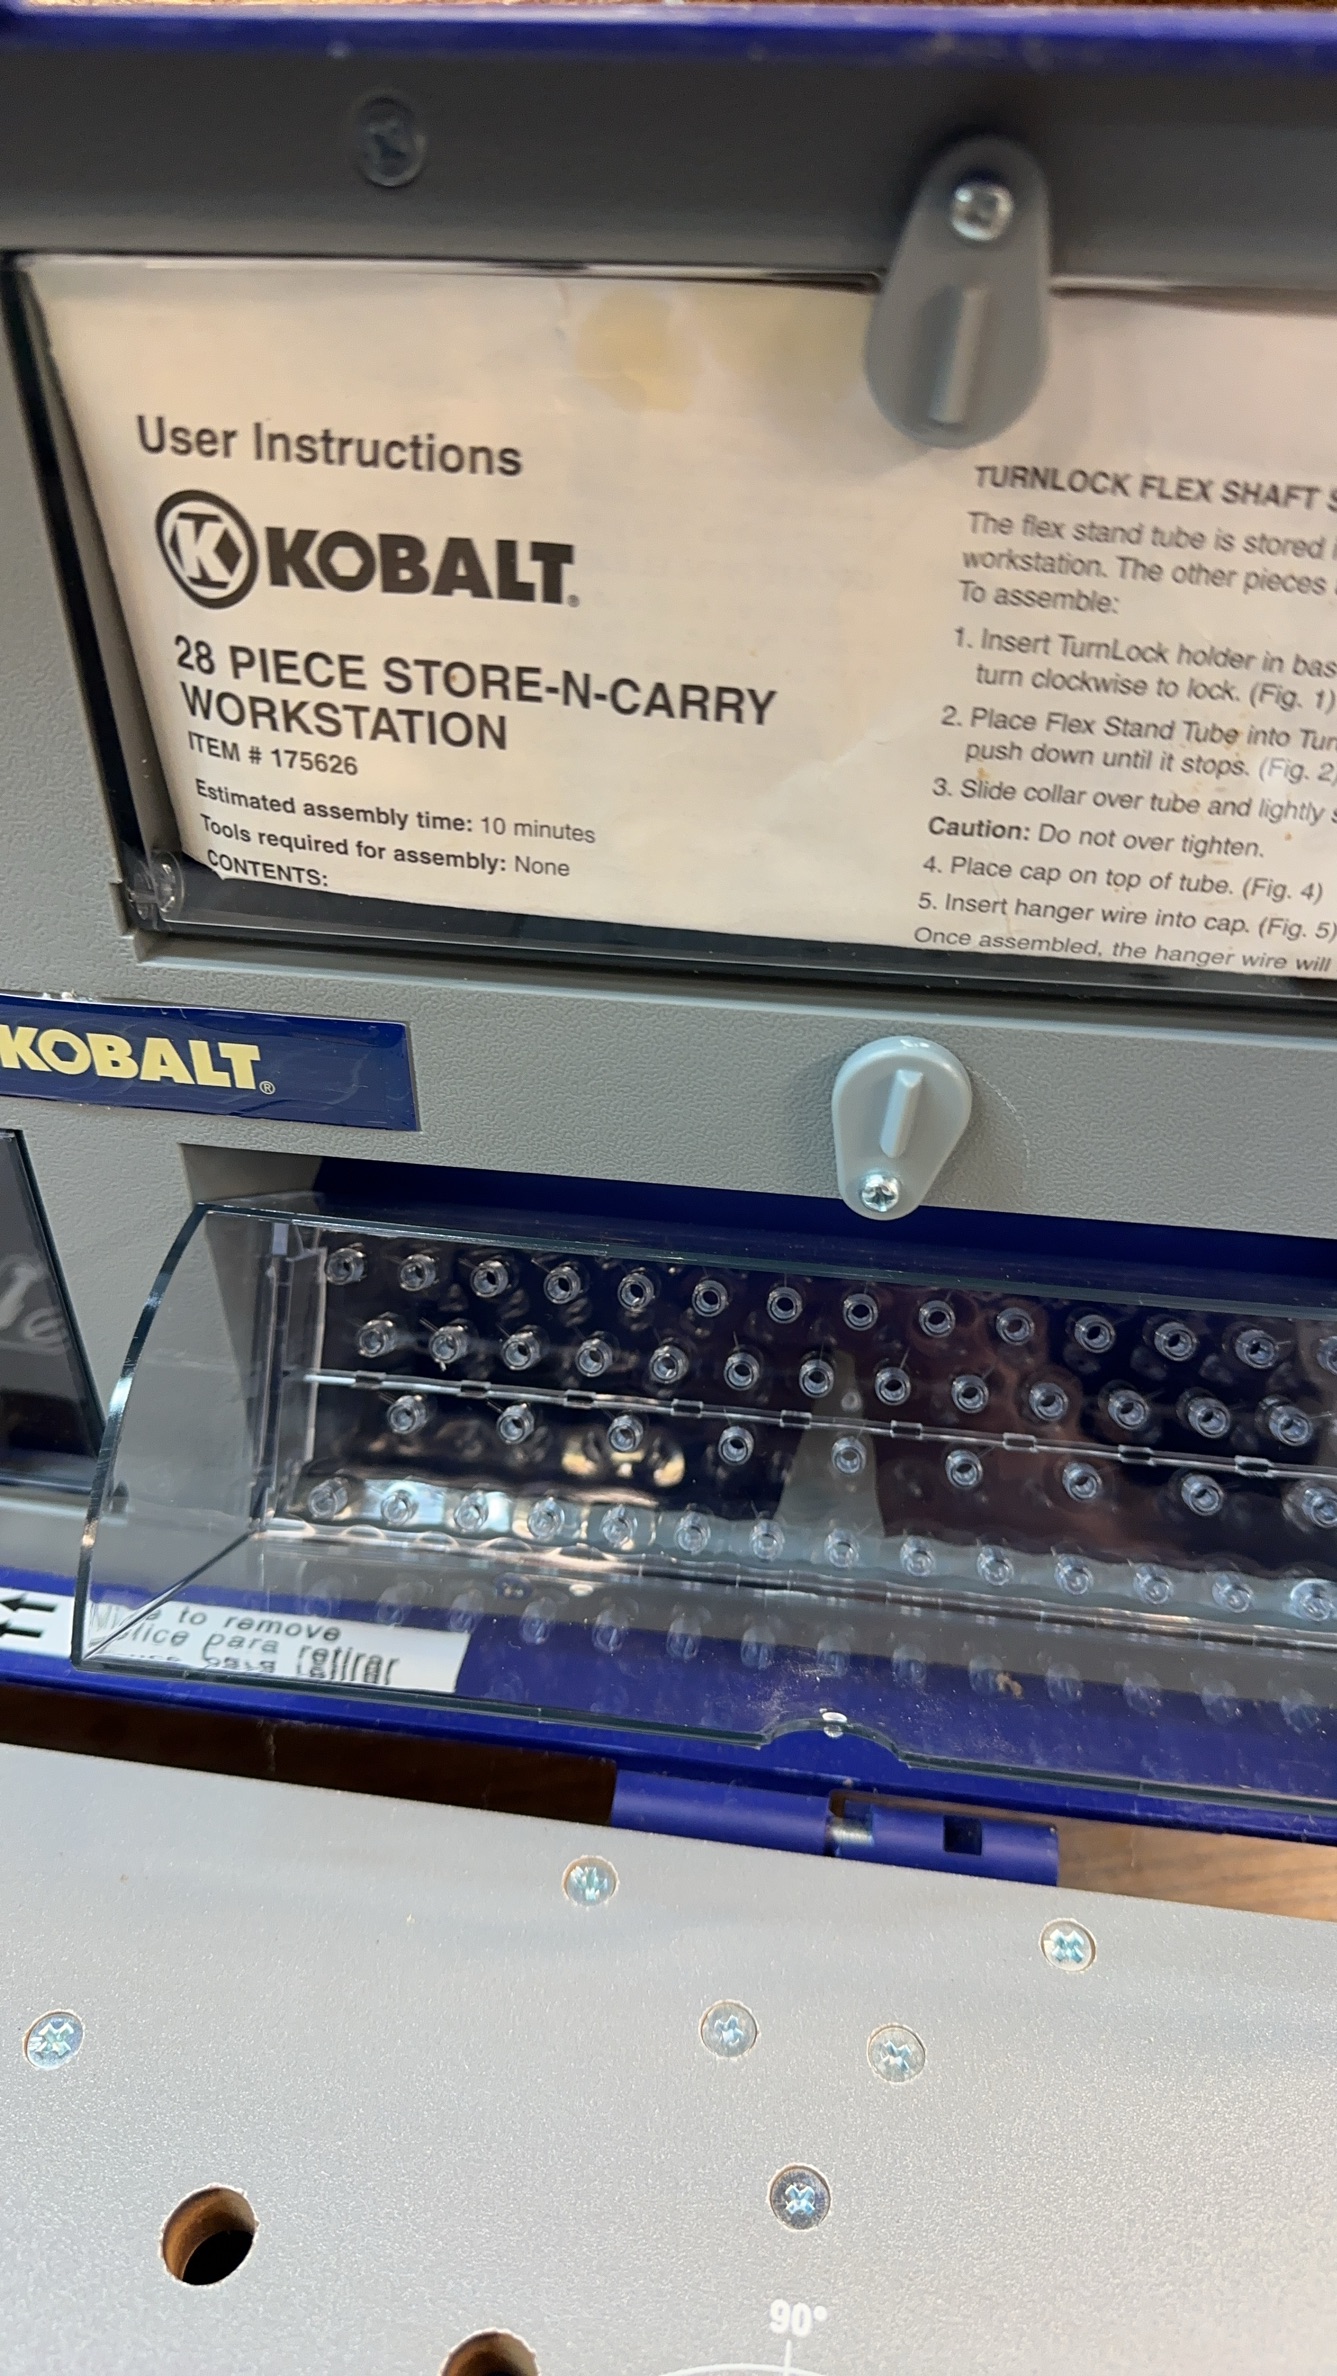 User Instructions
KOBALT®
28 PIECE STORE-N-CARRY
WORKSTATION
ITEM # 175626
Estimated assembly time: 10 minutes
Tools required for assembly: None
CONTENTS:
TURNLOCK FLEX SHAFT
The flex stand tube is stored
workstation. The other pieces
To assemble:
1. Insert TurnLock holder in
turn clockwise to lock. (Fig. 1)
2. Place Flex Stand Tube into
push down until it stops. (Fig. 2)
3. Slide collar over tube and lightly
Caution: Do not over tighten.
4. Place cap on top of tube. (Fig. 4)
5. Insert hanger wire into cap. (Fig. 5)
Once assembled, the hanger wire will
KOBALT®
to remove
para retirar
90°